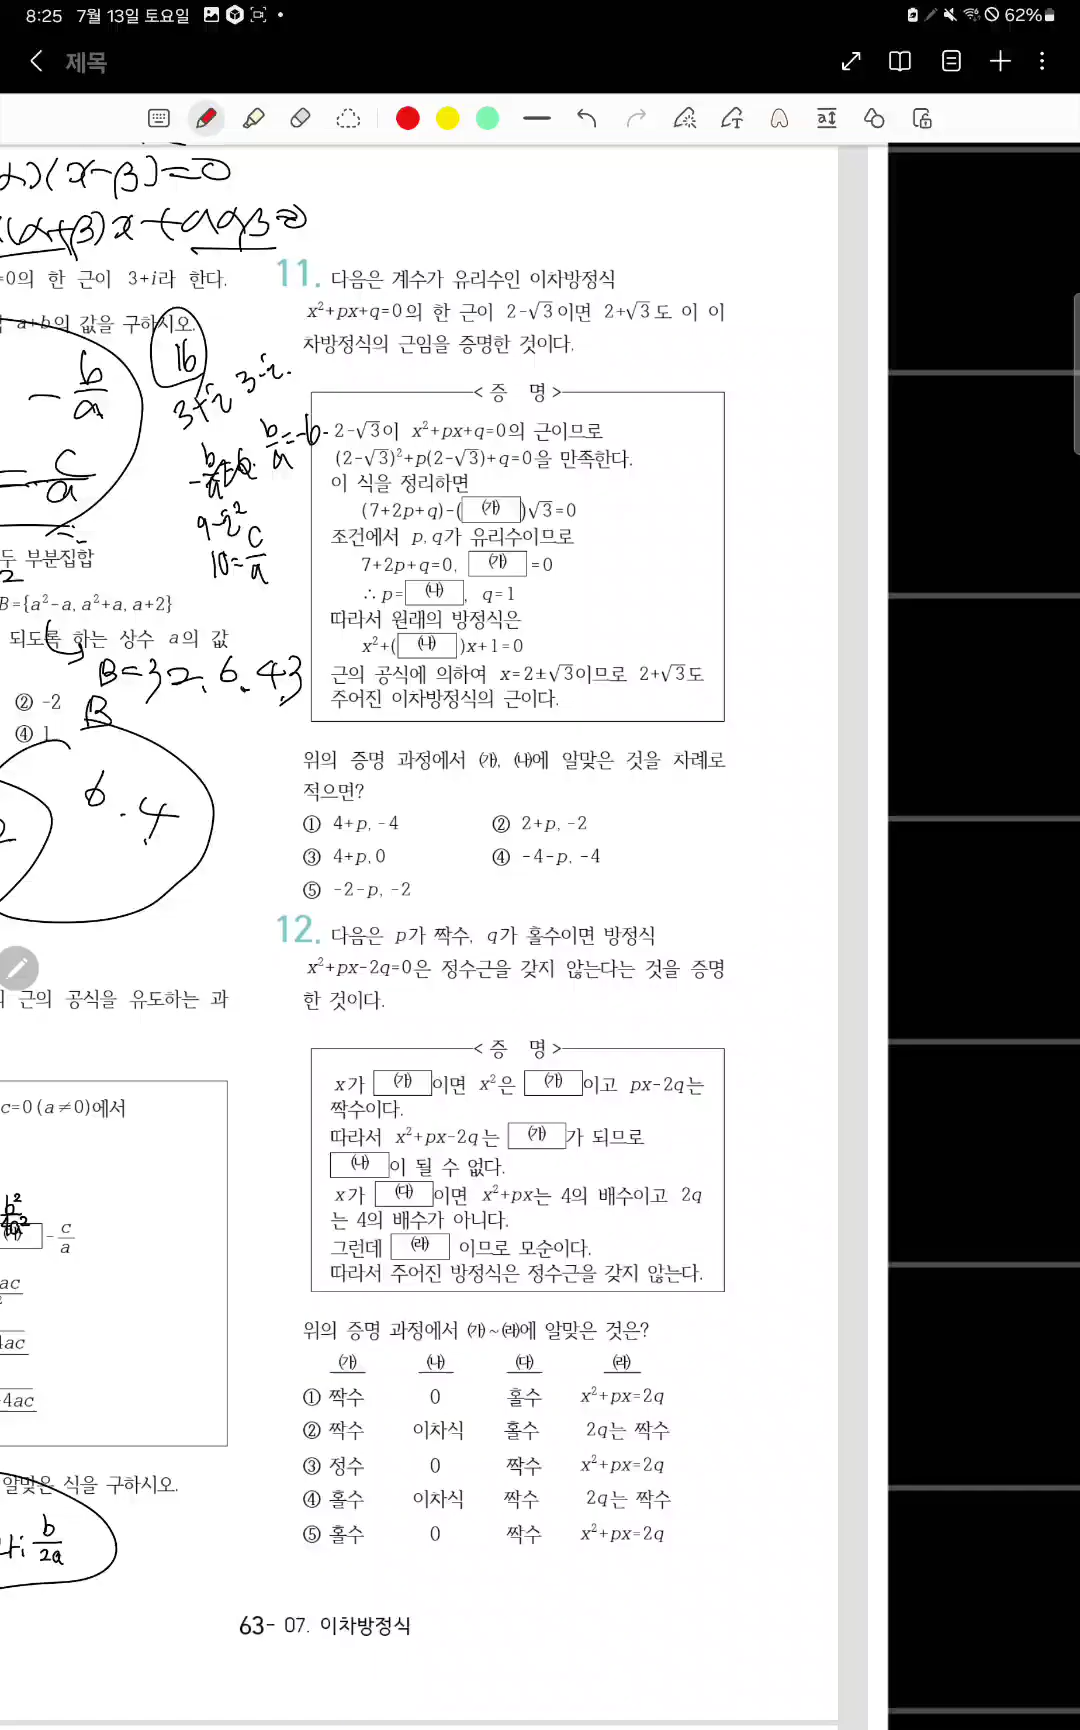 8:25 7월 13일 토요일
62%
제목
(x-β)=0
(α+β)x+aαβ=0
=0의 한 근이 3+i라 한다.
a+b의 값을 구하시오.
16
3+i 3-i.
-b/a
b/a=-6
=c/a
9-i²
10=c/a
두 부분집합
B={a²-a, a²+a, a+2}
되도록 하는 상수 a의 값
B=32, 6, 43
② -2
④ 1
B
6.4
근의 공식을 유도하는 과
c=0(a≠0)에서
b²/4a²
- c/a
ac
4ac
-4ac
알맞은 식을 구하시오.
b/2a
11. 다음은 계수가 유리수인 이차방정식
x²+px+q=0의 한 근이 2-√3이면 2+√3도 이 이
차방정식의 근임을 증명한 것이다.
<증 명>
2-√3이 x²+px+q=0의 근이므로
(2-√3)²+p(2-√3)+q=0을 만족한다.
이 식을 정리하면
(7+2p+q)-( ㈎ )√3=0
조건에서 p, q가 유리수이므로
7+2p+q=0, ㈎ =0
∴ p= ㈏ , q=1
따라서 원래의 방정식은
x²+( ㈏ )x+1=0
근의 공식에 의하여 x=2±√3이므로 2+√3도
주어진 이차방정식의 근이다.
위의 증명 과정에서 ㈎, ㈏에 알맞은 것을 차례로
적으면?
① 4+p, -4 ② 2+p, -2
③ 4+p, 0 ④ -4-p, -4
⑤ -2-p, -2
12. 다음은 p가 짝수, q가 홀수이면 방정식
x²+px-2q=0은 정수근을 갖지 않는다는 것을 증명
한 것이다.
<증 명>
x가 ㈎ 이면 x²은 ㈎ 이고 px-2q는
짝수이다.
따라서 x²+px-2q는 ㈎ 가 되므로
㈏ 이 될 수 없다.
x가 ㈐ 이면 x²+px는 4의 배수이고 2q
는 4의 배수가 아니다.
그런데 ㈑ 이므로 모순이다.
따라서 주어진 방정식은 정수근을 갖지 않는다.
위의 증명 과정에서 ㈎~㈑에 알맞은 것은?
㈎ ㈏ ㈐ ㈑
① 짝수 0 홀수 x²+px=2q
② 짝수 이차식 홀수 2q는 짝수
③ 정수 0 짝수 x²+px=2q
④ 홀수 이차식 짝수 2q는 짝수
⑤ 홀수 0 짝수 x²+px=2q
63- 07. 이차방정식